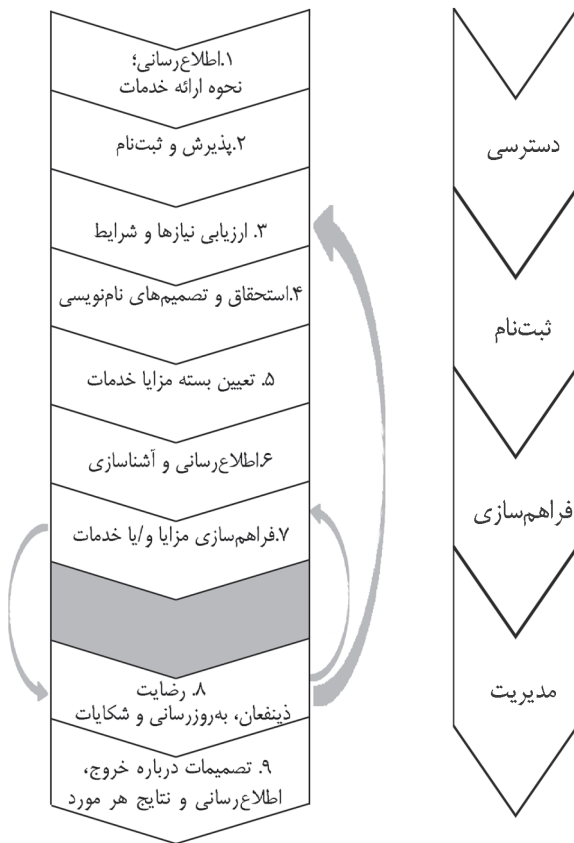 ۱.اطلاع‌رسانی؛
نحوه ارائه خدمات
۲.پذیرش و ثبت‌نام
۳. ارزیابی نیازها و شرایط
۴.استحقاق و تصمیم‌های نام‌نویسی
۵. تعیین بسته مزایا خدمات
۶.اطلاع‌رسانی و آشناسازی
۷.فراهم‌سازی مزایا و/یا خدمات
۸. رضایت
ذینفعان، به‌روزرسانی و شکایات
۹. تصمیمات درباره خروج،
اطلاع‌رسانی و نتایج هر مورد
دسترسی
ثبت‌نام
فراهم‌سازی
مدیریت